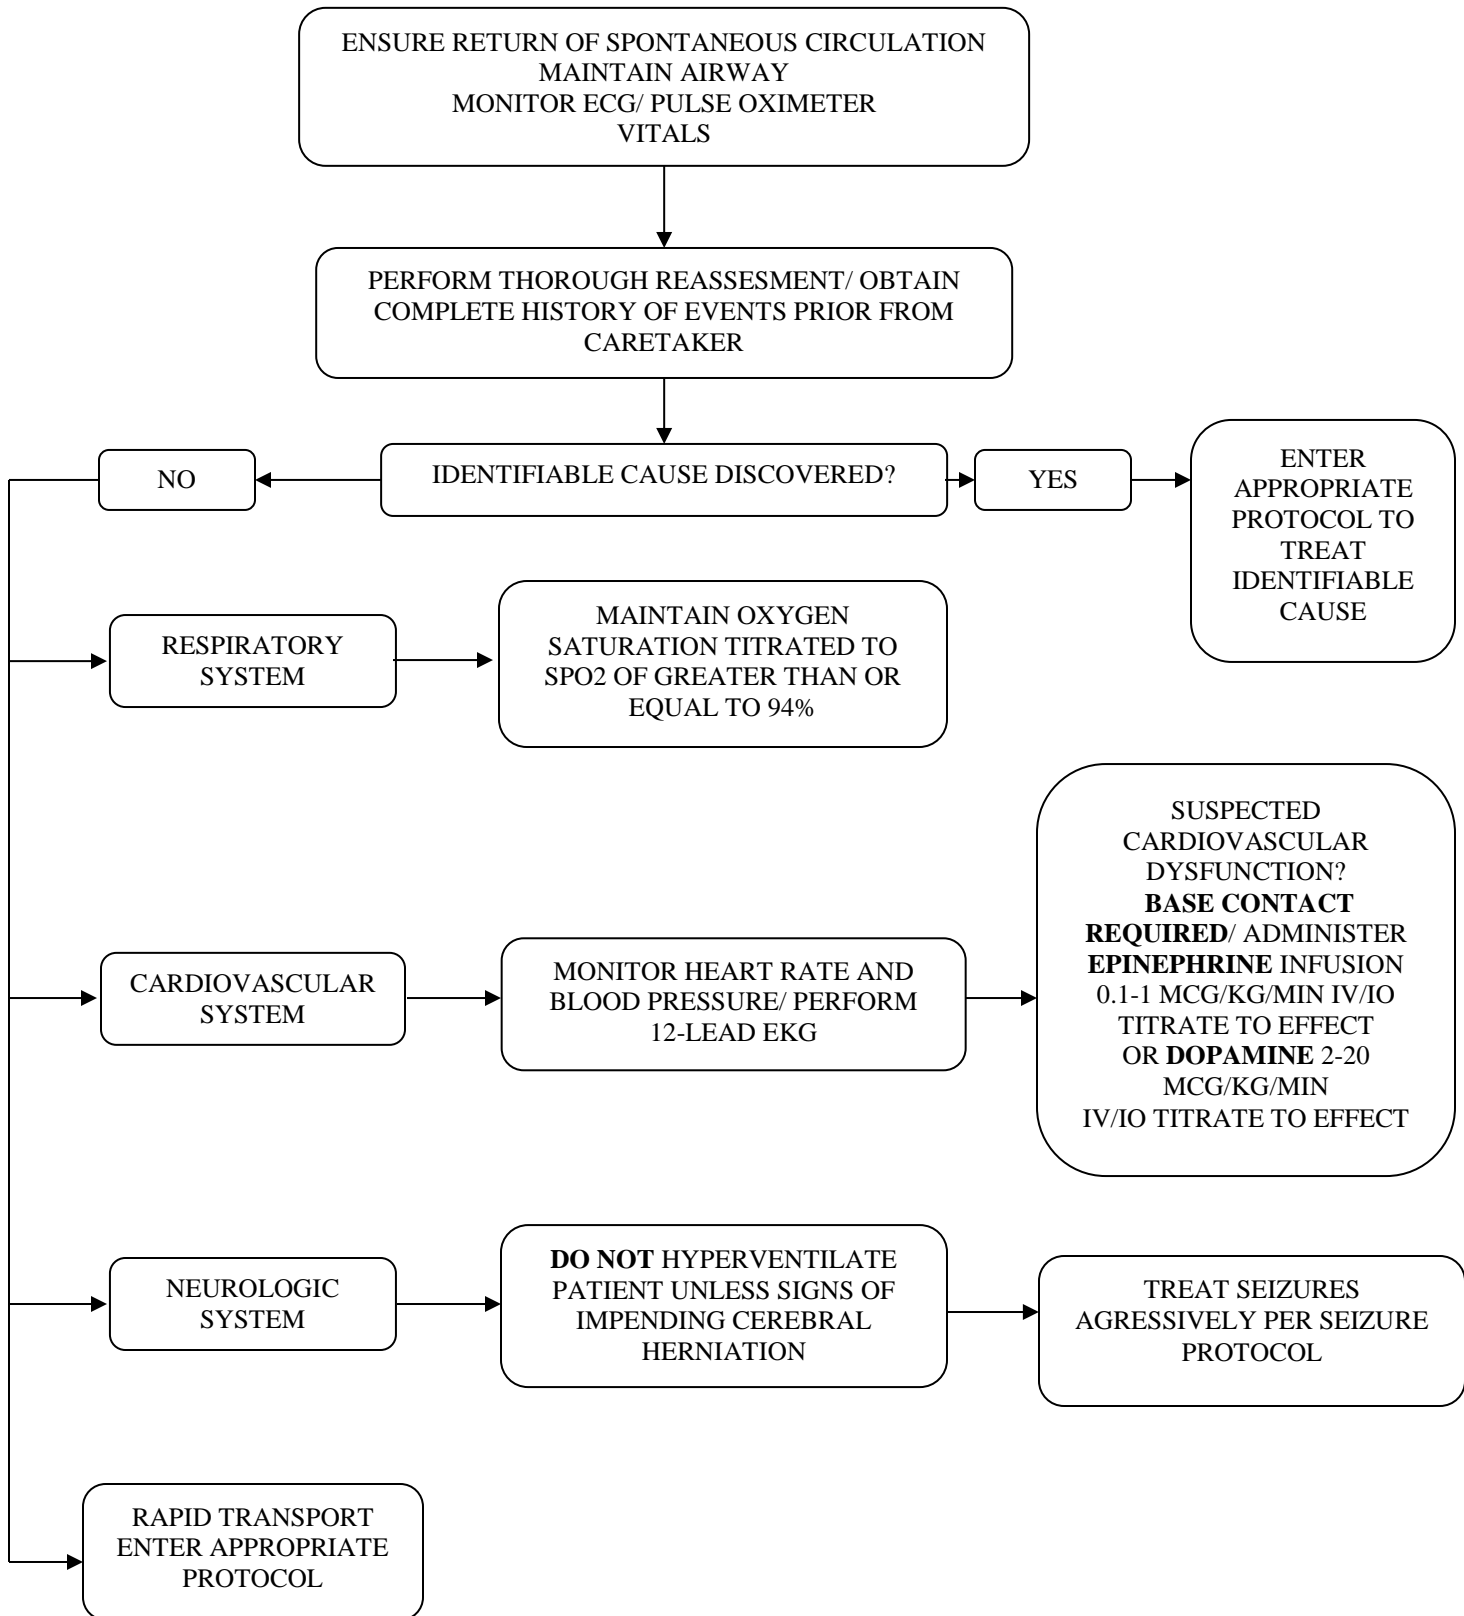 ENSURE RETURN OF SPONTANEOUS CIRCULATION
MAINTAIN AIRWAY
MONITOR ECG/ PULSE OXIMETER
VITALS
PERFORM THOROUGH REASSESMENT/ OBTAIN
COMPLETE HISTORY OF EVENTS PRIOR FROM
CARETAKER
NO
IDENTIFIABLE CAUSE DISCOVERED?
YES
ENTER
APPROPRIATE
PROTOCOL TO
TREAT
IDENTIFIABLE
CAUSE
RESPIRATORY
SYSTEM
MAINTAIN OXYGEN
SATURATION TITRATED TO
SPO2 OF GREATER THAN OR
EQUAL TO 94%
CARDIOVASCULAR
SYSTEM
MONITOR HEART RATE AND
BLOOD PRESSURE/ PERFORM
12-LEAD EKG
SUSPECTED
CARDIOVASCULAR
DYSFUNCTION?
BASE CONTACT
REQUIRED/ ADMINISTER
EPINEPHRINE INFUSION
0.1-1 MCG/KG/MIN IV/IO
TITRATE TO EFFECT
OR DOPAMINE 2-20
MCG/KG/MIN
IV/IO TITRATE TO EFFECT
NEUROLOGIC
SYSTEM
DO NOT HYPERVENTILATE
PATIENT UNLESS SIGNS OF
IMPENDING CEREBRAL
HERNIATION
TREAT SEIZURES
AGRESSIVELY PER SEIZURE
PROTOCOL
RAPID TRANSPORT
ENTER APPROPRIATE
PROTOCOL